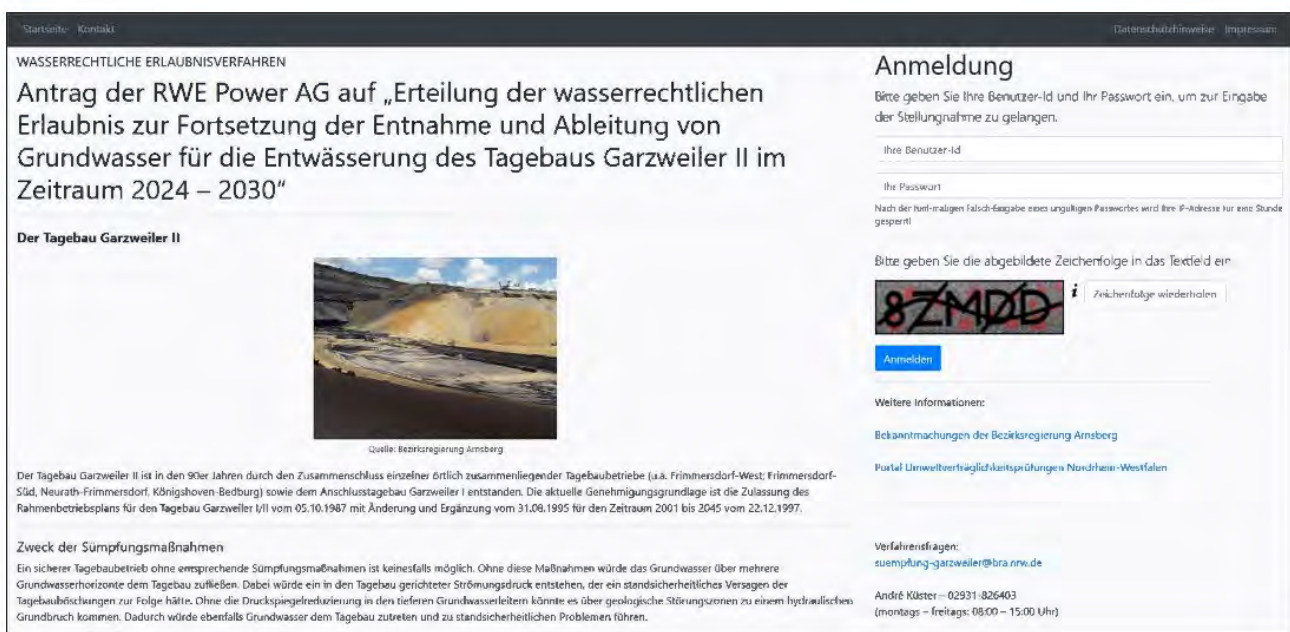 Startseite Kontakt
Datenschutzhinweise Impressum
WASSERRECHTLICHE ERLAUBNISVERFAHREN
Antrag der RWE Power AG auf „Erteilung der wasserrechtlichen
Erlaubnis zur Fortsetzung der Entnahme und Ableitung von
Grundwasser für die Entwässerung des Tagebaus Garzweiler II im
Zeitraum 2024 – 2030“
Der Tagebau Garzweiler II
Quelle: Bezirksregierung Arnsberg
Der Tagebau Garzweiler II ist in den 90er Jahren durch den Zusammenschluss einzelner örtlich zusammenliegender Tagebaubetriebe (u.a. Frimmersdorf-West; Frimmersdorf-
Süd, Neurath-Frimmersdorf, Königshoven-Bedburg) sowie dem Anschlusstagebau Garzweiler I entstanden. Die aktuelle Genehmigungsgrundlage ist die Zulassung des
Rahmenbetriebsplans für den Tagebau Garzweiler I/II vom 05.10.1987 mit Änderung und Ergänzung vom 31.08.1995 für den Zeitraum 2001 bis 2045 vom 22.12.1997.
Zweck der Sümpfungsmaßnahmen
Ein sicherer Tagebaubetrieb ohne entsprechende Sümpfungsmaßnahmen ist keinesfalls möglich. Ohne diese Maßnahmen würde das Grundwasser über mehrere
Grundwasserhorizonte dem Tagebau zufließen. Dabei würde ein in den Tagebau gerichteter Strömungsdruck entstehen, der ein standsicherheitliches Versagen der
Tagebauböschungen zur Folge hätte. Ohne die Druckspiegelreduzierung in den tieferen Grundwasserleitern könnte es über geologische Störungszonen zu einem hydraulischen
Grundbruch kommen. Dadurch würde ebenfalls Grundwasser dem Tagebau zutreten und zu standsicherheitlichen Problemen führen.
Anmeldung
Bitte geben Sie Ihre Benutzer-Id und Ihr Passwort ein, um zur Eingabe
der Stellungnahme zu gelangen.
Ihre Benutzer-Id
Ihr Passwort
Nach der fünf-maligen Falsch-Eingabe eines ungültigen Passwortes wird Ihre IP-Adresse für eine Stunde
gesperrt!
Bitte geben Sie die abgebildete Zeichenfolge in das Textfeld ein
8ZMDD
i Zeichenfolge wiederholen
Anmelden
Weitere Informationen:
Bekanntmachungen der Bezirksregierung Arnsberg
Portal Umweltverträglichkeitsprüfungen Nordrhein-Westfalen
Verfahrensfragen:
suempfung-garzweiler@bra.nrw.de
André Küster – 02931-826403
(montags – freitags: 08:00 – 15:00 Uhr)